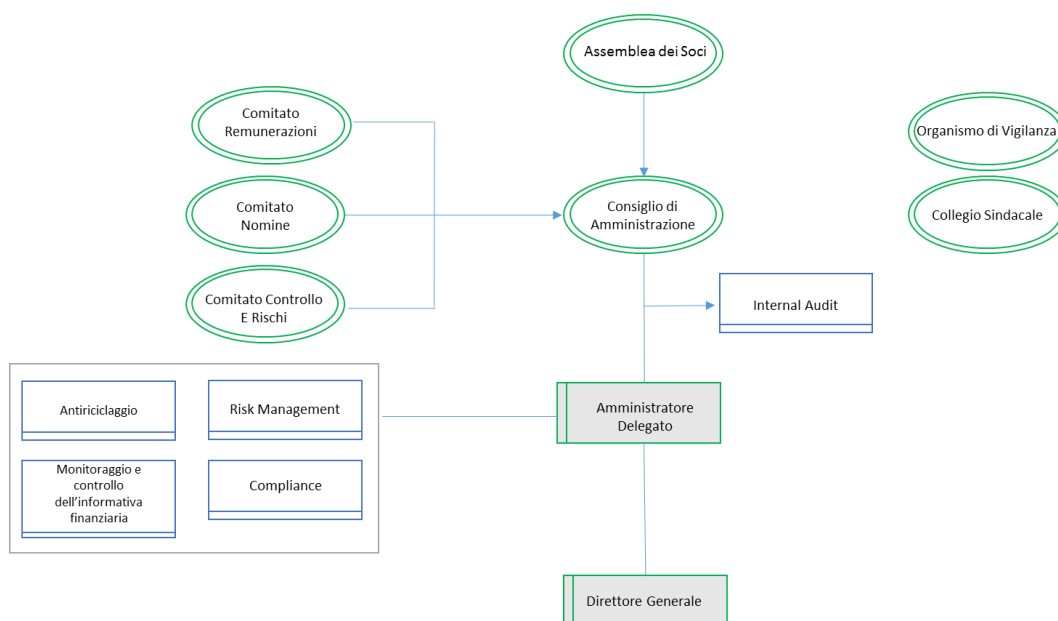 Assemblea dei Soci
Comitato
Remunerazioni
Organismo di Vigilanza
Comitato
Nomine
Consiglio di
Amministrazione
Collegio Sindacale
Comitato Controllo
E Rischi
Internal Audit
Antiriciclaggio
Risk Management
Amministratore
Delegato
Monitoraggio e
controllo
dell'informativa
finanziaria
Compliance
Direttore Generale